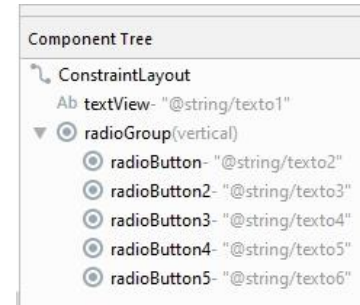 Component Tree
ConstraintLayout
Ab textView- "@string/texto1"
radioGroup(vertical)
radioButton- "@string/texto2"
radioButton2- "@string/texto3"
radioButton3- "@string/texto4"
radioButton4- "@string/texto5"
radioButton5- "@string/texto6"